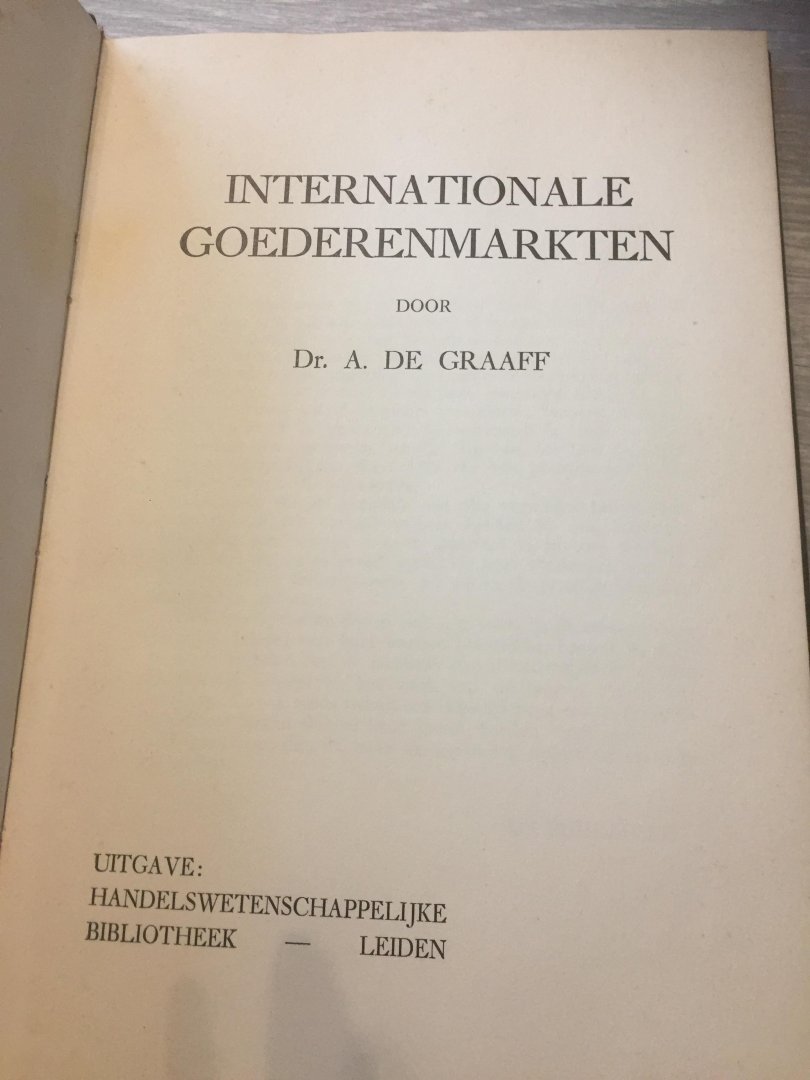 INTERNATIONALE
GOEDERENMARKTEN
DOOR
Dr. A. DE GRAAFF
UITGAVE:
HANDELSWETENSCHAPPELIJKE
BIBLIOTHEEK — LEIDEN